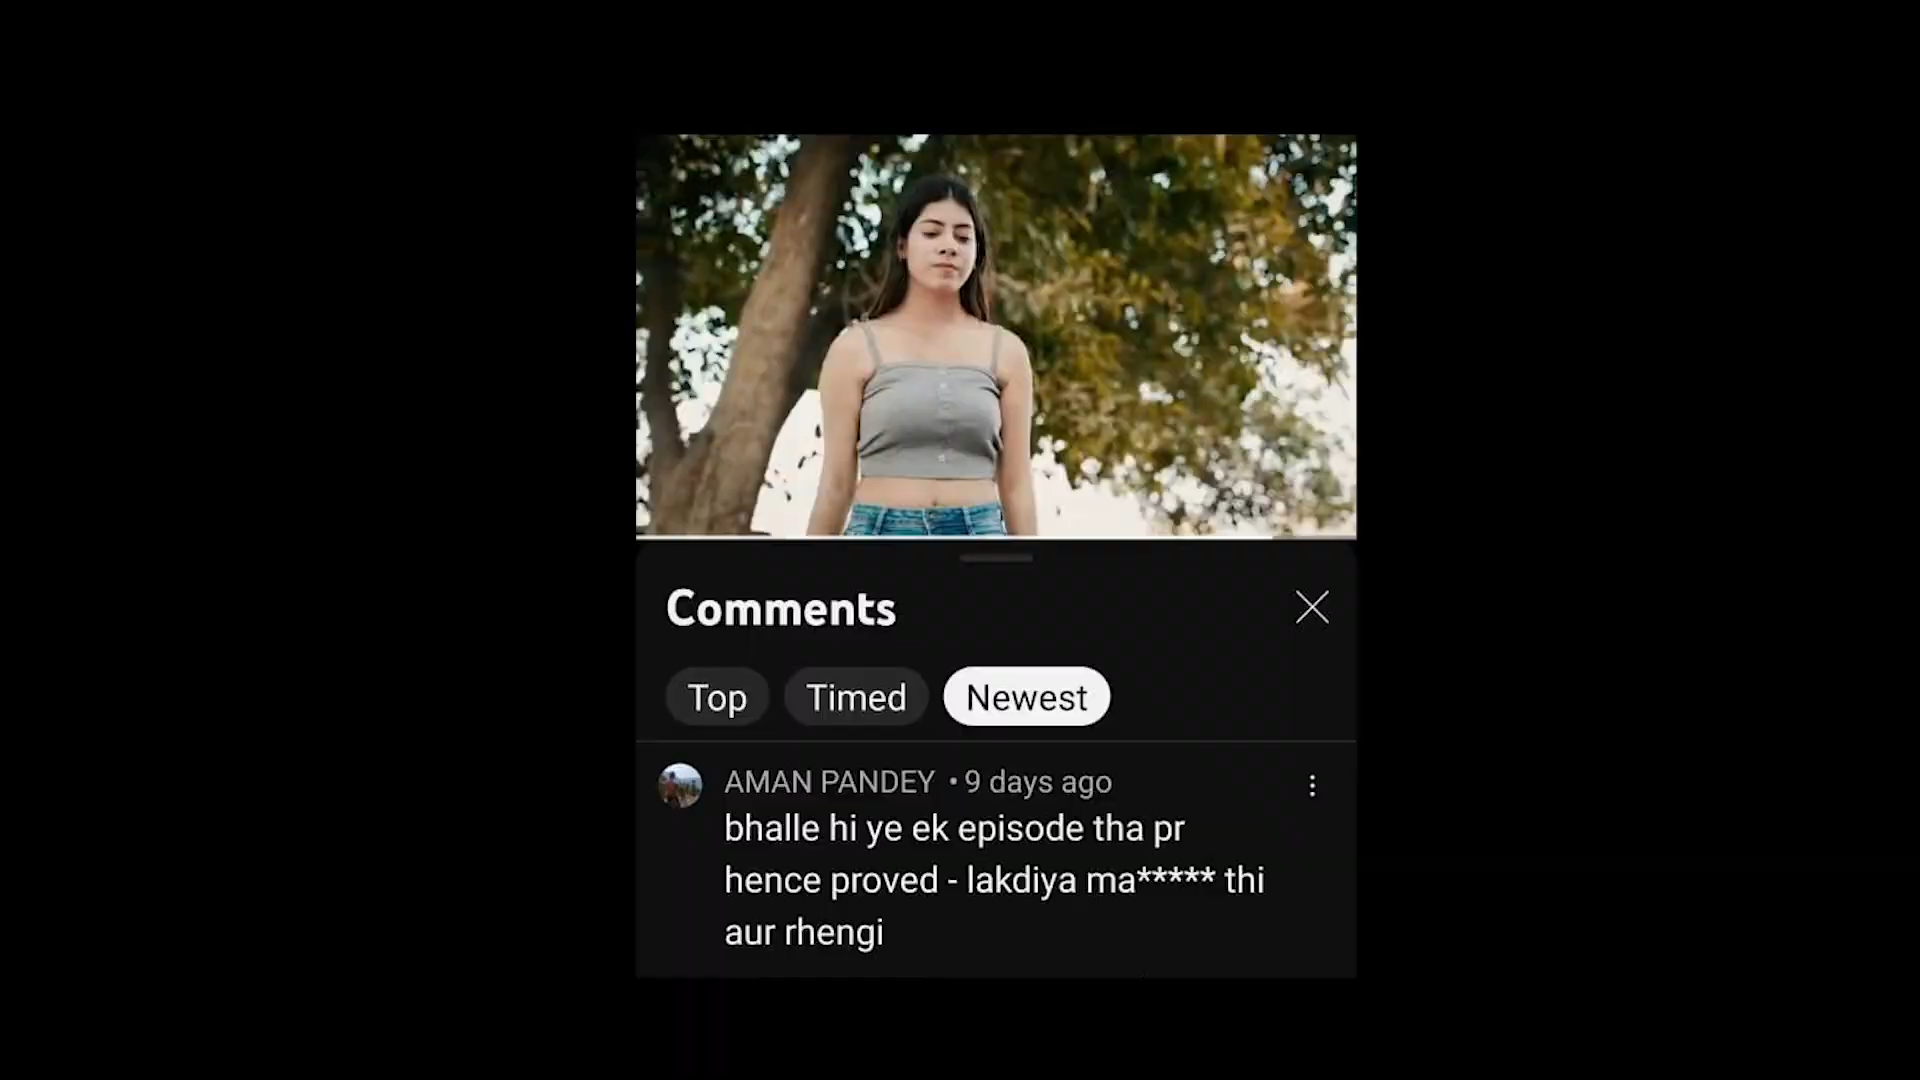 Comments
Top Timed Newest
AMAN PANDEY • 9 days ago
bhalle hi ye ek episode tha pr
hence proved - lakdiya ma***** thi
aur rhengi